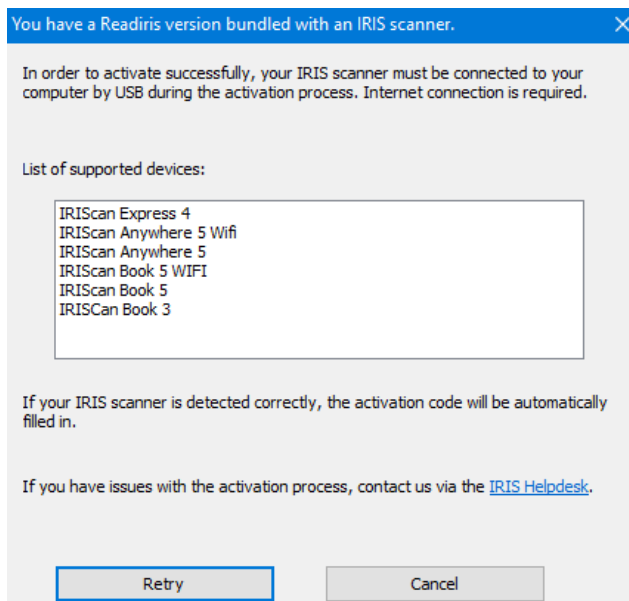 You have a Readiris version bundled with an IRIS scanner.
In order to activate successfully, your IRIS scanner must be connected to your
computer by USB during the activation process. Internet connection is required.
List of supported devices:
IRIScan Express 4
IRIScan Anywhere 5 Wifi
IRIScan Anywhere 5
IRIScan Book 5 WIFI
IRIScan Book 5
IRISCan Book 3
If your IRIS scanner is detected correctly, the activation code will be automatically
filled in.
If you have issues with the activation process, contact us via the IRIS Helpdesk.
Retry
Cancel